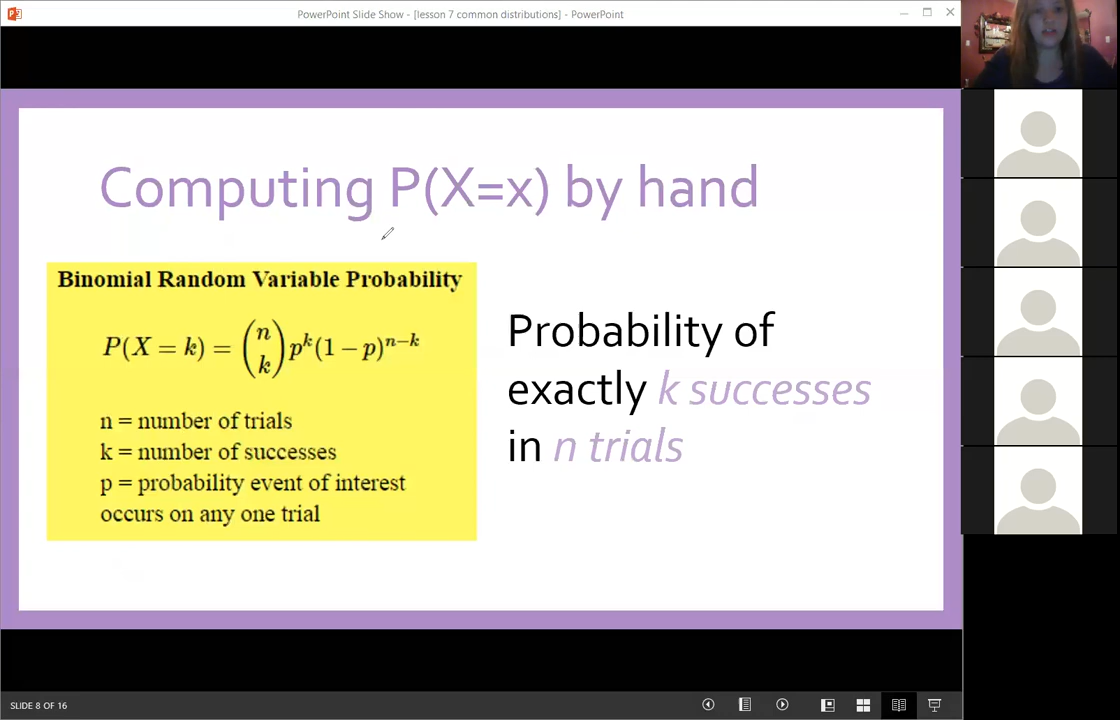 PowerPoint Slide Show - [lesson 7 common distributions] - PowerPoint
Computing P(X=x) by hand
Binomial Random Variable Probability
P(X = k) = (n k) p^k (1 − p)^{n−k}
n = number of trials
k = number of successes
p = probability event of interest
occurs on any one trial
Probability of
exactly k successes
in n trials
SLIDE 8 OF 16